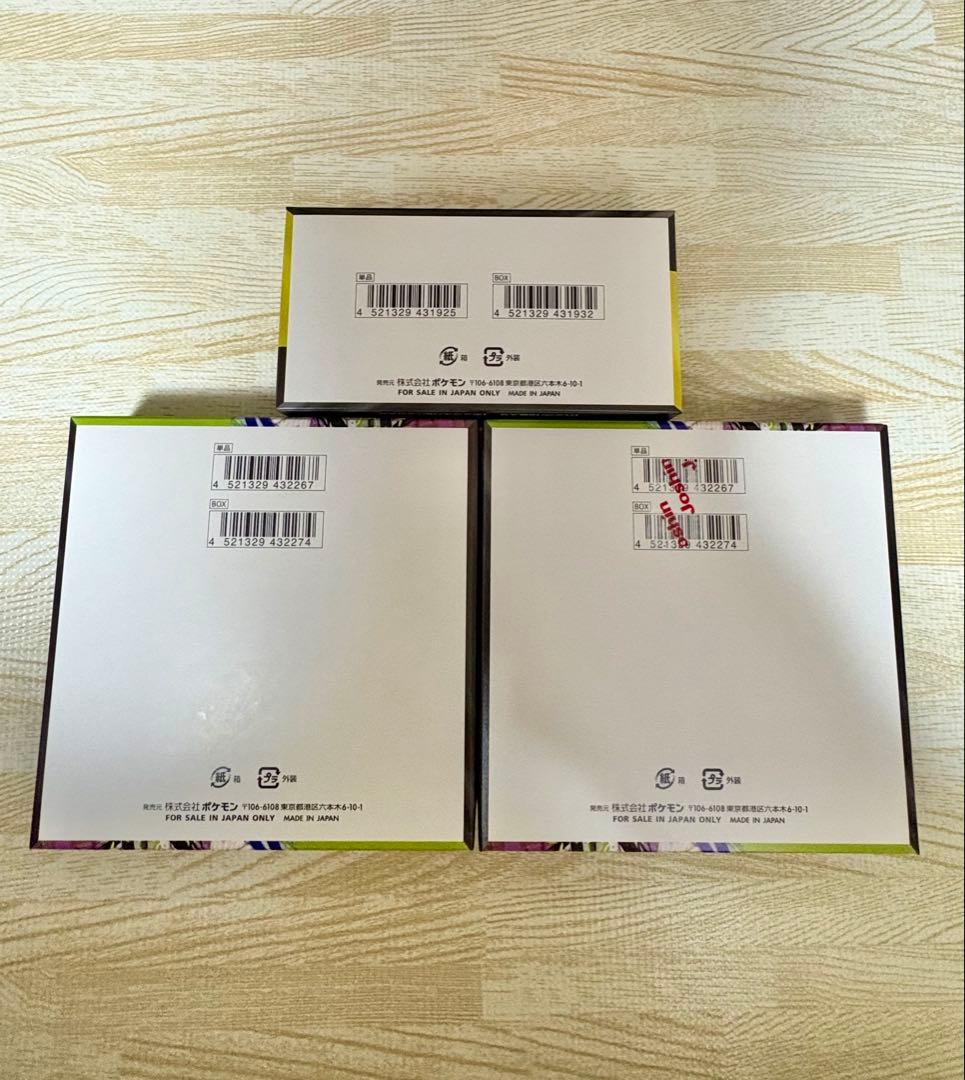 単品
4 521329 431925
BOX
4 521329 431932
紙 箱 プラ 外装
発売元 株式会社ポケモン 〒106-6108 東京都港区六本木6-10-1
FOR SALE IN JAPAN ONLY MADE IN JAPAN
単品
4 521329 432267
BOX
4 521329 432274
紙 箱 プラ 外装
発売元 株式会社ポケモン 〒106-6108 東京都港区六本木6-10-1
FOR SALE IN JAPAN ONLY MADE IN JAPAN
単品
4 521329 432267
Joshin
BOX
4 521329 432274
紙 箱 プラ 外装
発売元 株式会社ポケモン 〒106-6108 東京都港区六本木6-10-1
FOR SALE IN JAPAN ONLY MADE IN JAPAN